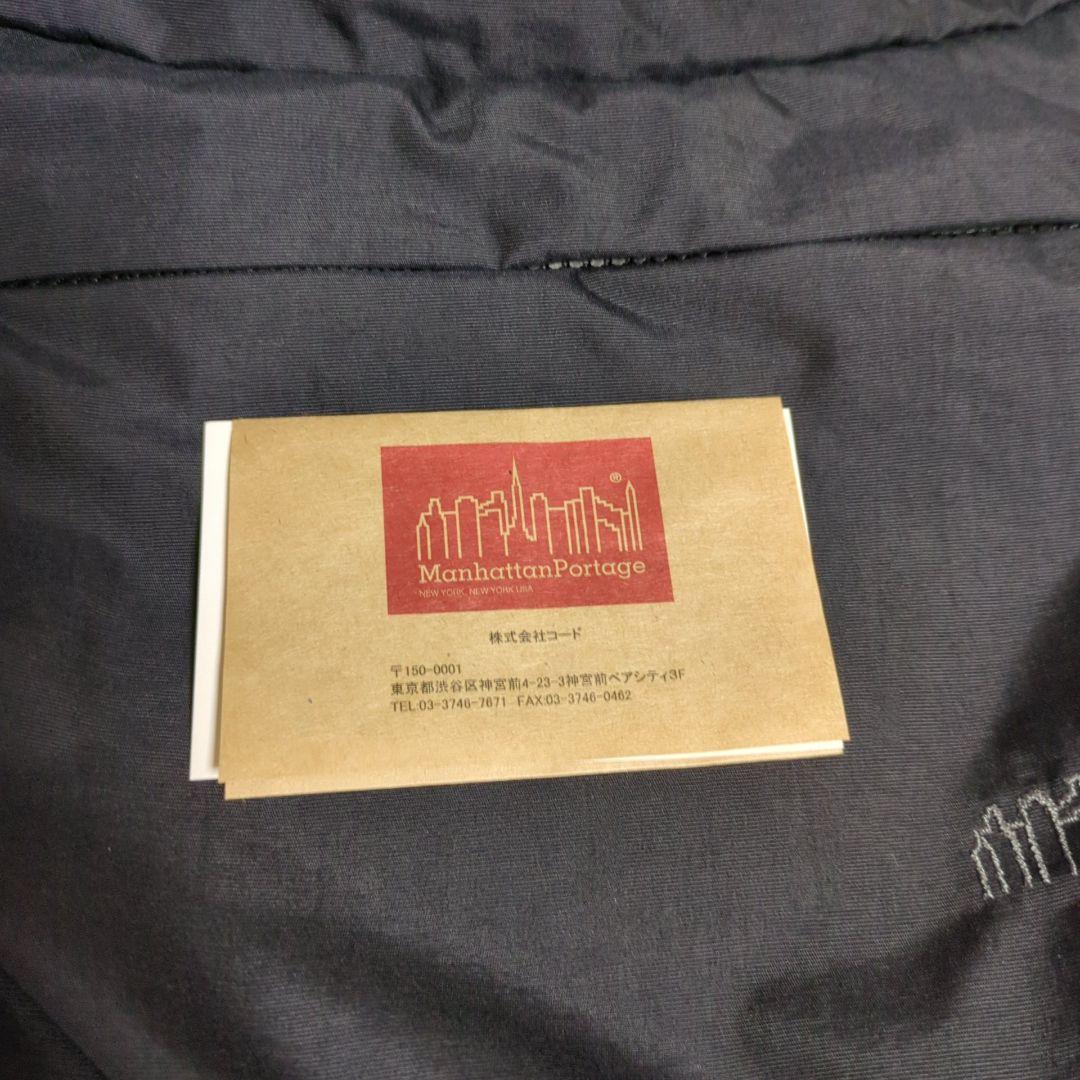 ®
ManhattanPortage
NEW YORK, NEW YORK USA
株式会社コード
〒150-0001
東京都渋谷区神宮前4-23-3神宮前ペアシティ3F
TEL:03-3746-7671 FAX:03-3746-0462